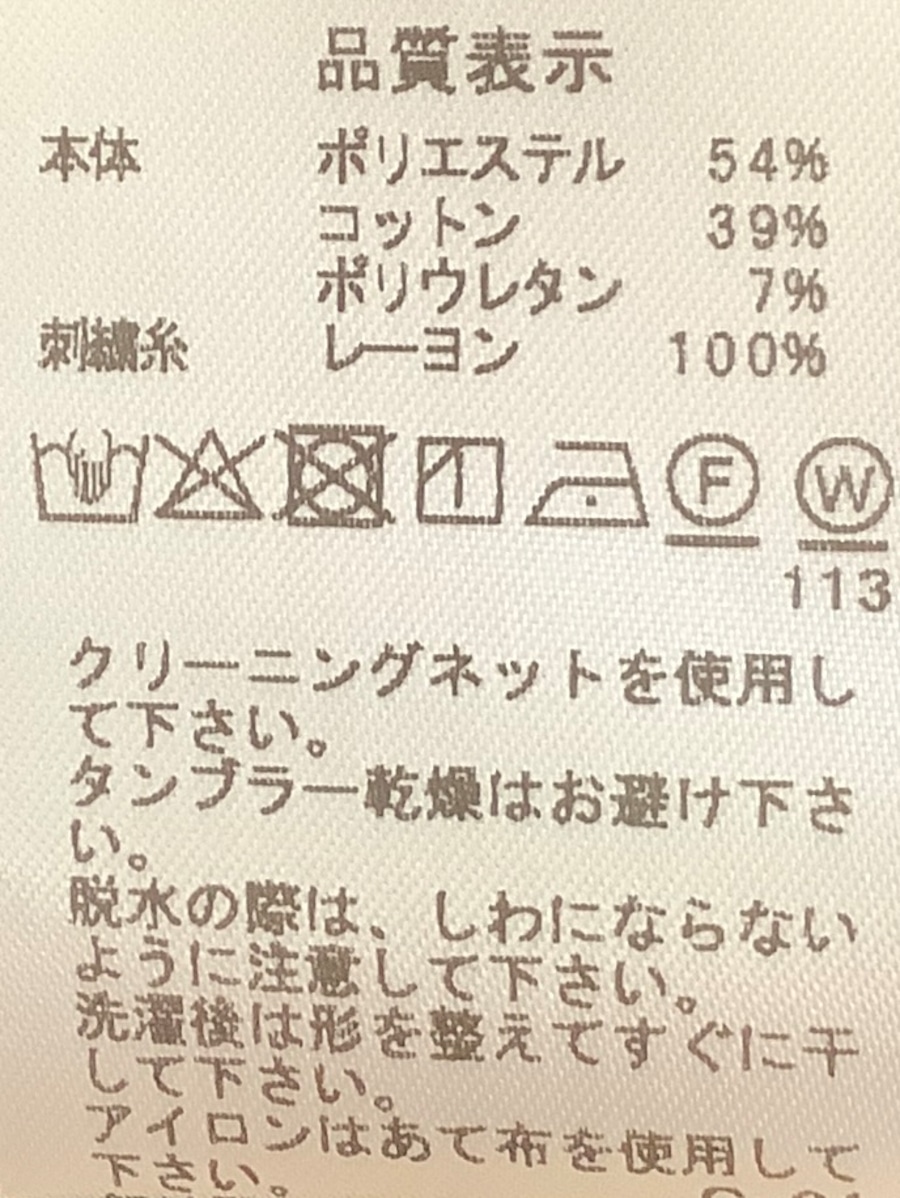 品質表示
本体 ポリエステル 54%
コットン 39%
ポリウレタン 7%
刺繍糸 レーヨン 100%
F W
113
クリーニングネットを使用し
て下さい。
タンブラー乾燥はお避け下さ
い。
脱水の際は、しわにならない
ように注意して下さい。
洗濯後は形を整えてすぐに干
して下さい。
アイロンはあて布を使用して
下さい。